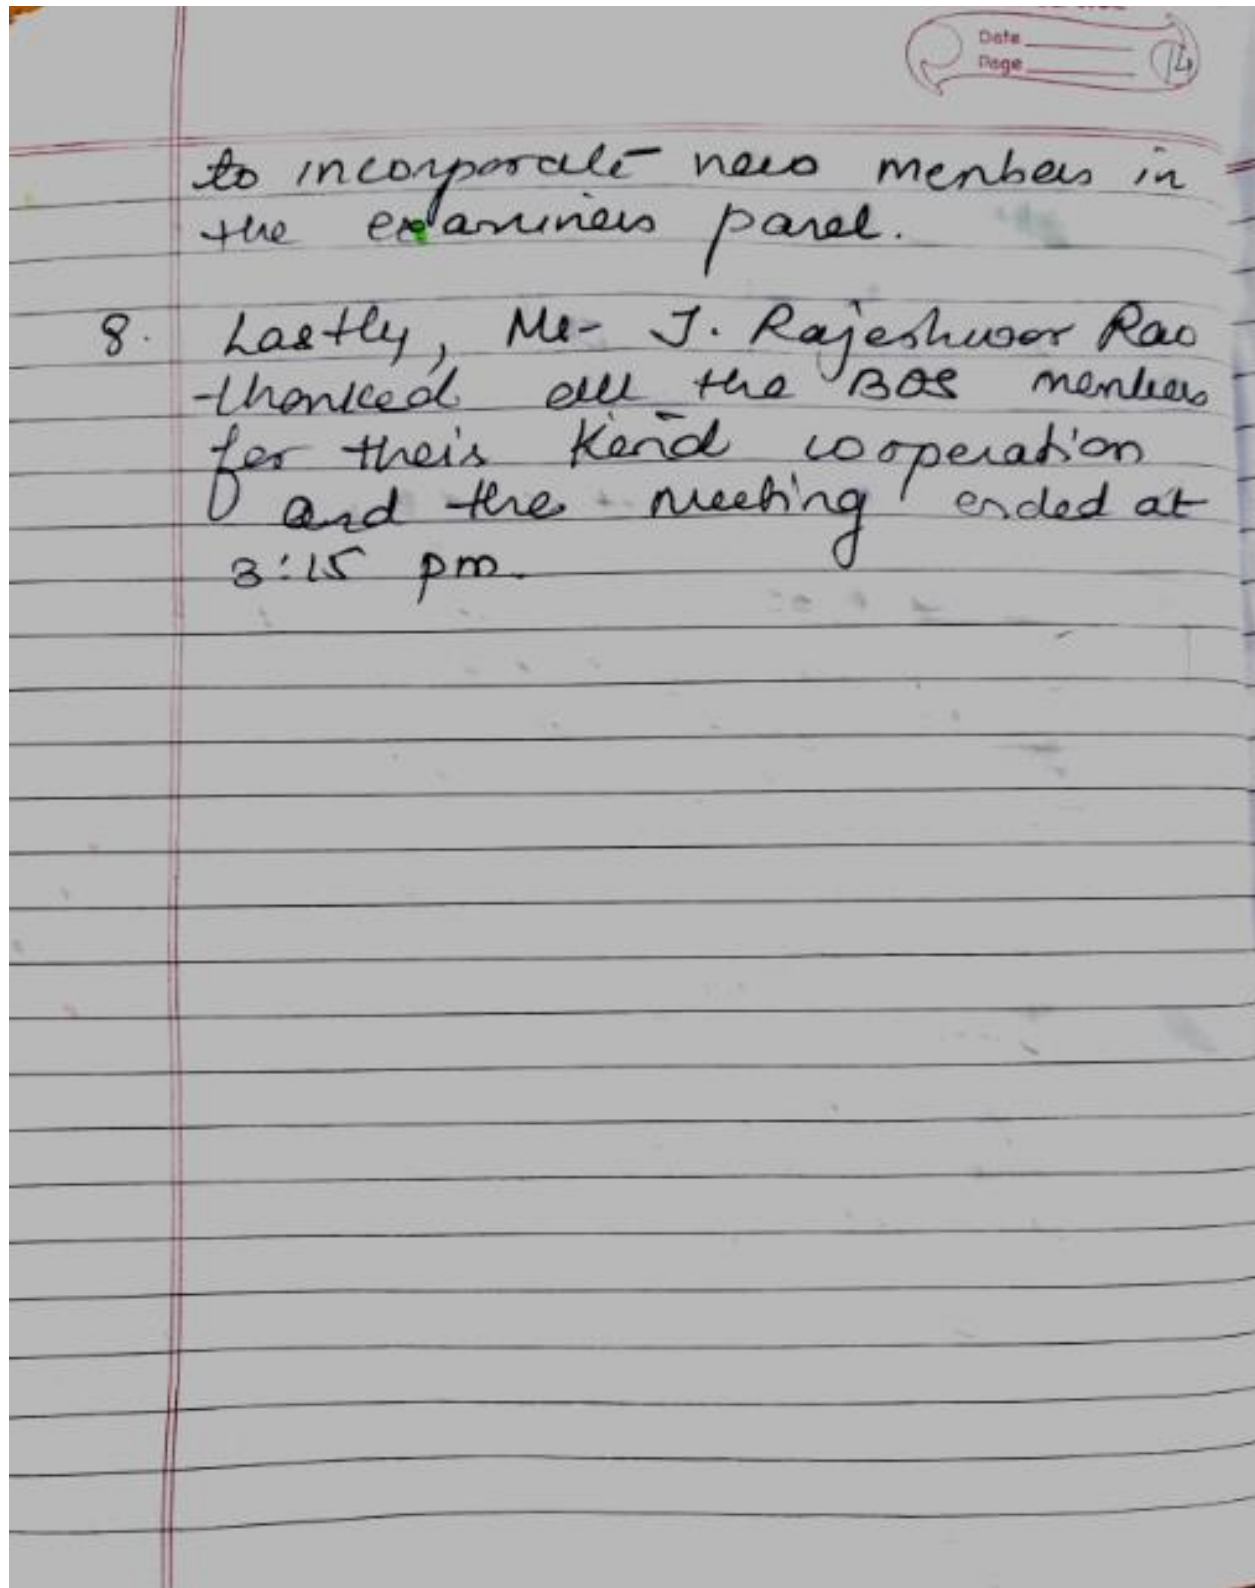 Date
Page 14
to incorporate new members in
the examiners panel.
8. Lastly, Mr. J. Rajeshwar Rao
thanked all the BOS members
for their kind cooperation
and the meeting ended at
3:15 pm.